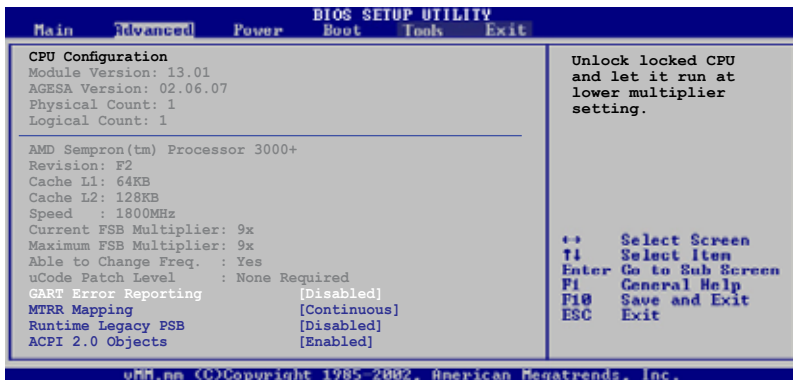 BIOS SETUP UTILITY
Main Advanced Power Boot Tools Exit
CPU Configuration
Module Version: 13.01
AGESA Version: 02.06.07
Physical Count: 1
Logical Count: 1
AMD Sempron(tm) Processor 3000+
Revision: F2
Cache L1: 64KB
Cache L2: 128KB
Speed : 1800MHz
Current FSB Multiplier: 9x
Maximum FSB Multiplier: 9x
Able to Change Freq. : Yes
uCode Patch Level : None Required
GART Error Reporting [Disabled]
MTRR Mapping [Continuous]
Runtime Legacy PSB [Disabled]
ACPI 2.0 Objects [Enabled]
Unlock locked CPU
and let it run at
lower multiplier
setting.
↔ Select Screen
↑↓ Select Item
Enter Go to Sub Screen
F1 General Help
F10 Save and Exit
ESC Exit
vMM.mm (C)Copyright 1985-2002, American Megatrends, Inc.